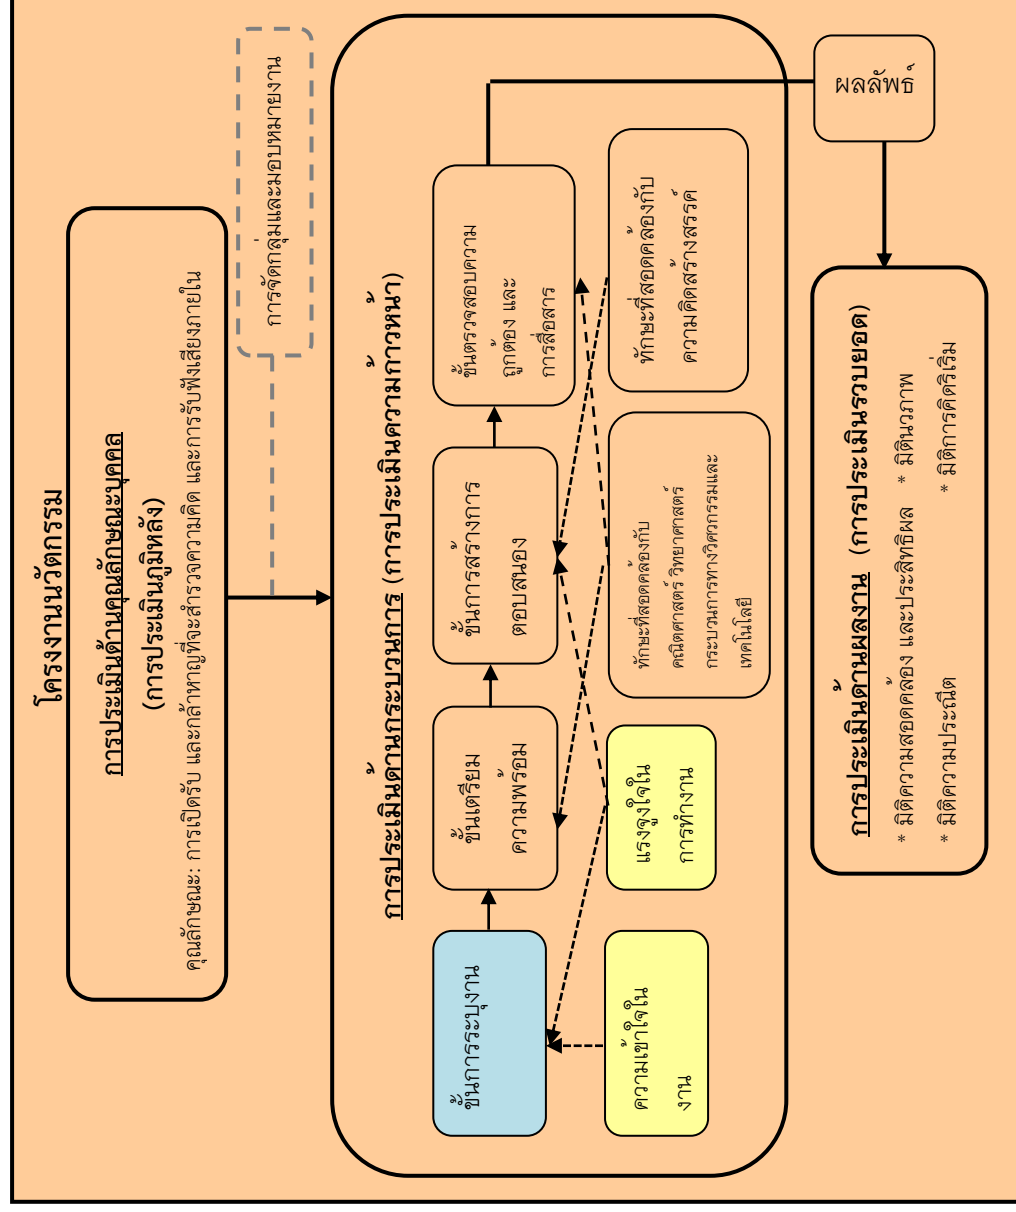 โครงงานนวัตกรรม
การประเมินด้านคุณลักษณะบุคคล
(การประเมินภูมิหลัง)
คุณลักษณะ: การเปิดรับ และกล้าหาญที่จะสำรวจความคิด และการรับฟังเสียงภายใน
การจัดกลุ่มและมอบหมายงาน
การประเมินด้านกระบวนการ (การประเมินความก้าวหน้า)
ขั้นการระบุงาน
ขั้นเตรียม
ความพร้อม
ขั้นการสร้างการ
ตอบสนอง
ขั้นตรวจสอบความ
ถูกต้อง และ
การสื่อสาร
ความเข้าใจใน
งาน
แรงจูงใจใน
การทำงาน
ทักษะที่สอดคล้องกับ
คณิตศาสตร์ วิทยาศาสตร์
กระบวนการทางวิศวกรรมและ
เทคโนโลยี
ทักษะที่สอดคล้องกับ
ความคิดสร้างสรรค์
ผลลัพธ์
การประเมินด้านผลงาน (การประเมินรวบยอด)
* มิติความสอดคล้อง และประสิทธิผล * มิตินวภาพ
* มิติความประณีต * มิติการคิดริเริ่ม